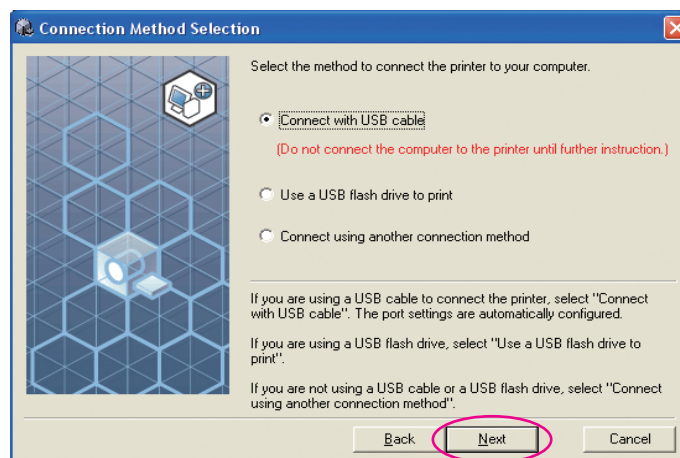 Connection Method Selection
Select the method to connect the printer to your computer.
Connect with USB cable
(Do not connect the computer to the printer until further instruction.)
Use a USB flash drive to print
Connect using another connection method
If you are using a USB cable to connect the printer, select "Connect
with USB cable". The port settings are automatically configured.
If you are using a USB flash drive, select "Use a USB flash drive to
print".
If you are not using a USB cable or a USB flash drive, select "Connect
using another connection method".
Back Next Cancel